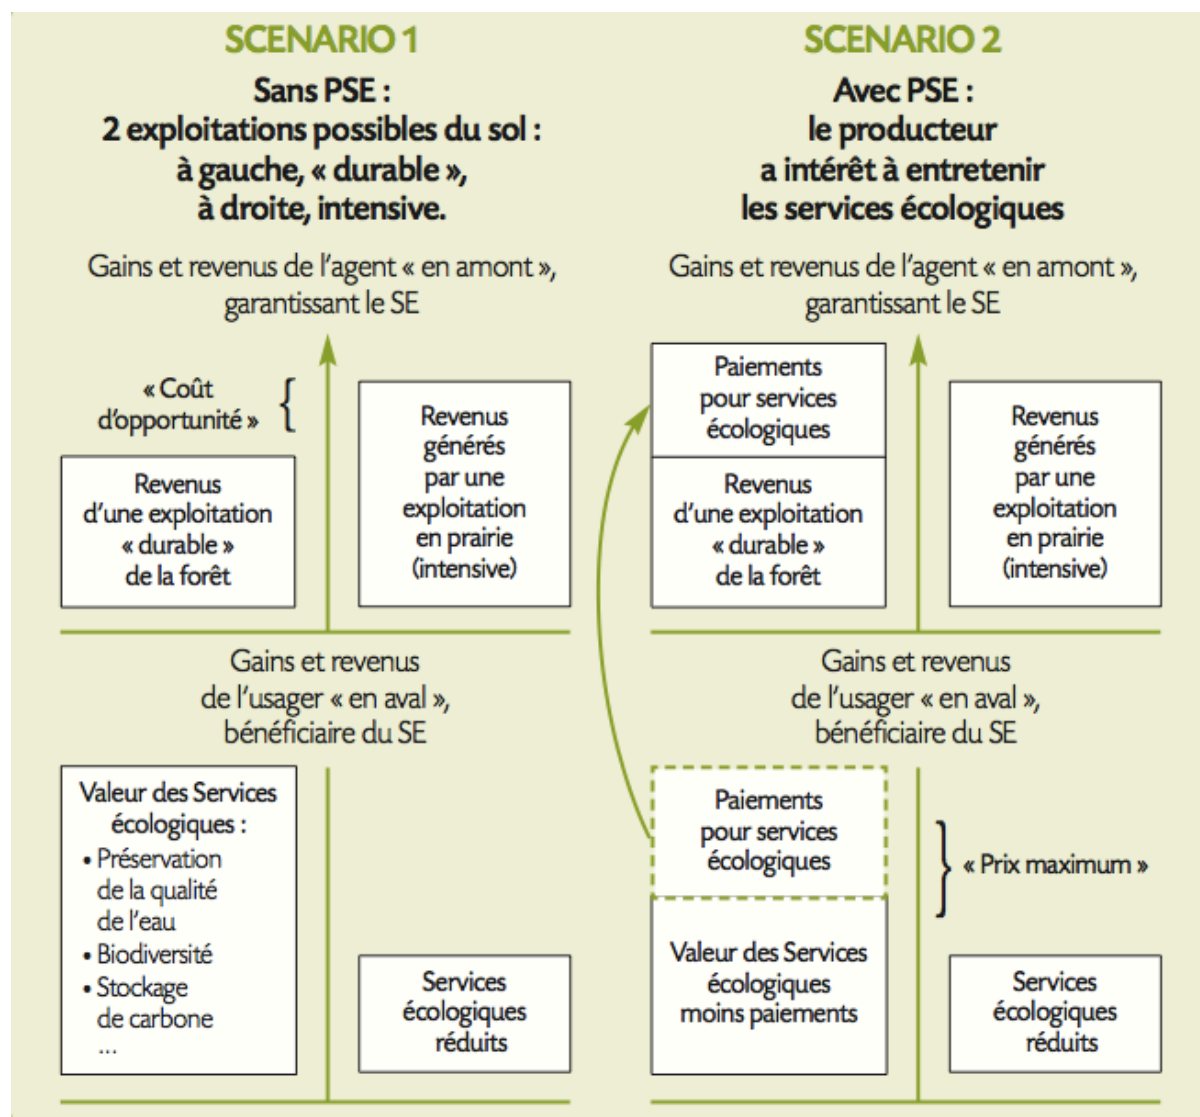 SCENARIO 1
Sans PSE :
2 exploitations possibles du sol :
à gauche, « durable »,
à droite, intensive.
Gains et revenus de l'agent « en amont »,
garantissant le SE
« Coût
d'opportunité »
{
Revenus
d'une exploitation
« durable »
de la forêt
Revenus
générés
par une
exploitation
en prairie
(intensive)
Gains et revenus
de l'usager « en aval »,
bénéficiaire du SE
Valeur des Services
écologiques :
• Préservation
de la qualité
de l'eau
• Biodiversité
• Stockage
de carbone
...
Services
écologiques
réduits
SCENARIO 2
Avec PSE :
le producteur
a intérêt à entretenir
les services écologiques
Gains et revenus de l'agent « en amont »,
garantissant le SE
Paiements
pour services
écologiques
Revenus
d'une exploitation
« durable »
de la forêt
Revenus
générés
par une
exploitation
en prairie
(intensive)
Gains et revenus
de l'usager « en aval »,
bénéficiaire du SE
Paiements
pour services
écologiques
}
« Prix maximum »
Valeur des Services
écologiques
moins paiements
Services
écologiques
réduits